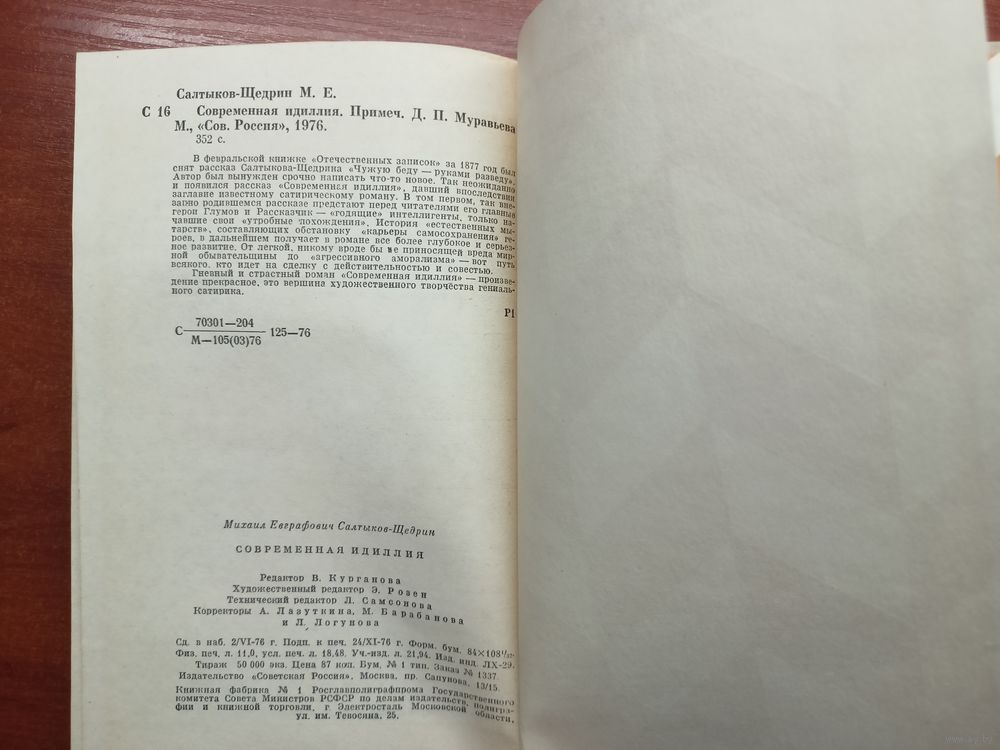 Салтыков-Щедрин М. Е.
С 16 Современная идиллия. Примеч. Д. П. Муравьева
М., «Сов. Россия», 1976.
352 с.
В февральской книжке «Отечественных записок» за 1877 год был
снят рассказ Салтыкова-Щедрина «Чужую беду — руками разведу».
Автор был вынужден срочно написать что-то новое. Так неожиданно
и появился рассказ «Современная идиллия», давший впоследствии
заглавие известному сатирическому роману. В том первом, так вне-
запно родившемся рассказе предстают перед читателями его главные
герои Глумов и Рассказчик — «годящие» интеллигенты, только на-
чавшие свои «утробные похождения». История «естественных мы-
тарств», составляющих обстановку «карьеры самосохранения» ге-
роев, в дальнейшем получает в романе все более глубокое и серьез-
ное развитие. От легкой, никому вроде бы не приносящей вреда мир-
ной обывательщины до «агрессивного аморализма» — вот путь
всякого, кто идет на сделку с действительностью и совестью.
Гневный и страстный роман «Современная идиллия» — произве-
дение прекрасное, это вершина художественного творчества гениаль-
ного сатирика.
Р1
С 70301—204 125—76
М—105(03)76
Михаил Евграфович Салтыков-Щедрин
СОВРЕМЕННАЯ ИДИЛЛИЯ
Редактор В. Курганова
Художественный редактор Э. Розен
Технический редактор Л. Самсонова
Корректоры А. Лазуткина, М. Барабанова
и Л. Логунова
Сд. в наб. 2/VI-76 г. Подп. к печ. 24/XI-76 г. Форм. бум. 84×108¹/₃₂.
Физ. печ. л. 11,0, усл. печ. л. 18,48. Уч.-изд. л. 21,94. Изд. инд. ЛХ-29.
Тираж 50 000 экз. Цена 87 коп. Бум. № 1 тип. Заказ № 1337.
Издательство «Советская Россия», Москва, пр. Сапунова, 13/15.
Книжная фабрика № 1 Росглавполиграфпрома Государственного
комитета Совета Министров РСФСР по делам издательств, полигра-
фии и книжной торговли, г Электросталь Московской области,
ул. им. Тевосяна, 25.